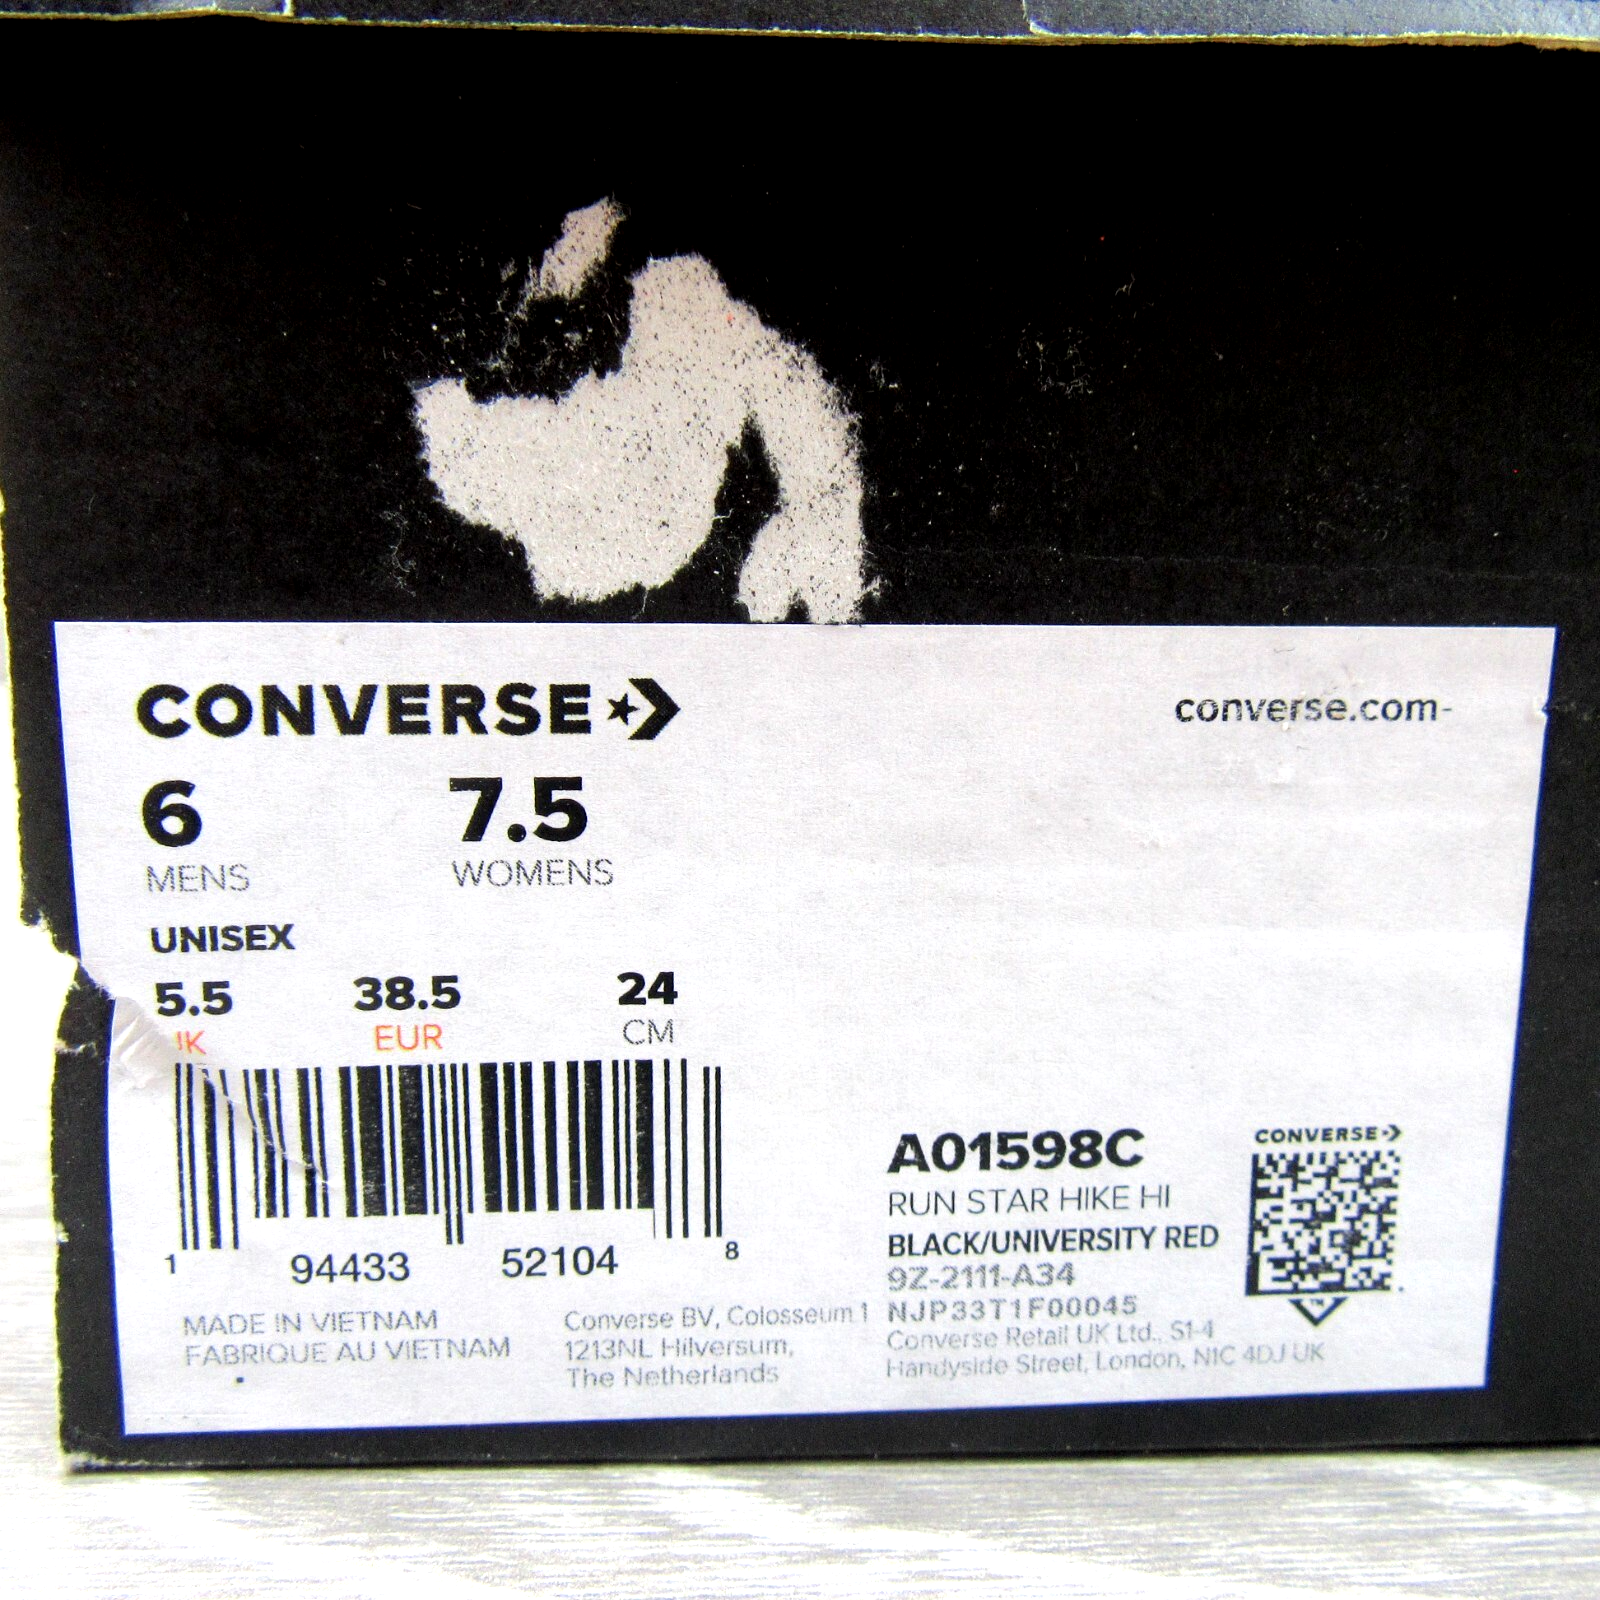 CONVERSE
converse.com
6 7.5
MENS WOMENS
UNISEX
5.5 38.5 24
EUR CM
1 94433 52104 8
MADE IN VIETNAM
FABRIQUE AU VIETNAM
Converse BV, Colosseum 1
1213NL Hilversum,
The Netherlands
A01598C
RUN STAR HIKE HI
BLACK/UNIVERSITY RED
9Z-2111-A34
NJP33T1F00045
Converse Retail UK Ltd., S1-4
Handyside Street, London, N1C 4DJ UK
CONVERSE
TM